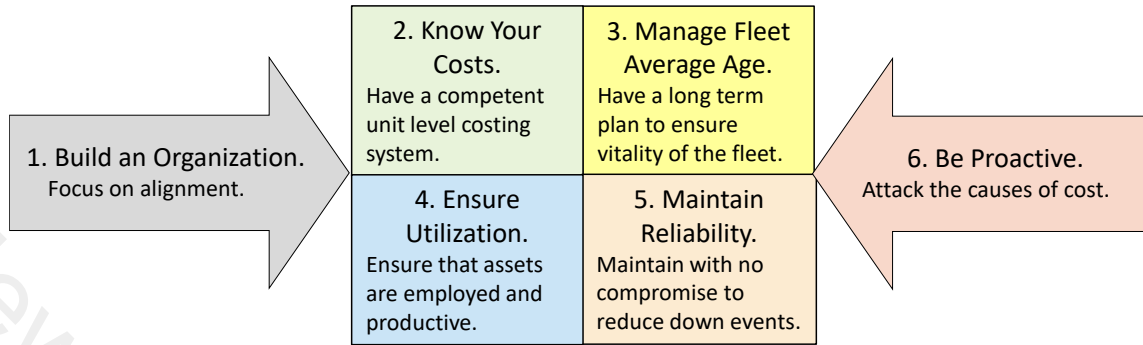 1. Build an Organization.
Focus on alignment.
2. Know Your
Costs.
Have a competent
unit level costing
system.
3. Manage Fleet
Average Age.
Have a long term
plan to ensure
vitality of the fleet.
4. Ensure
Utilization.
Ensure that assets
are employed and
productive.
5. Maintain
Reliability.
Maintain with no
compromise to
reduce down events.
6. Be Proactive.
Attack the causes of cost.